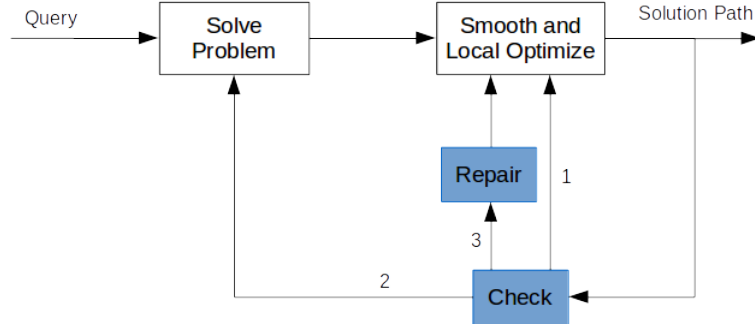 Query
Solve
Problem
Smooth and
Local Optimize
Solution Path
Repair
1
3
2
Check